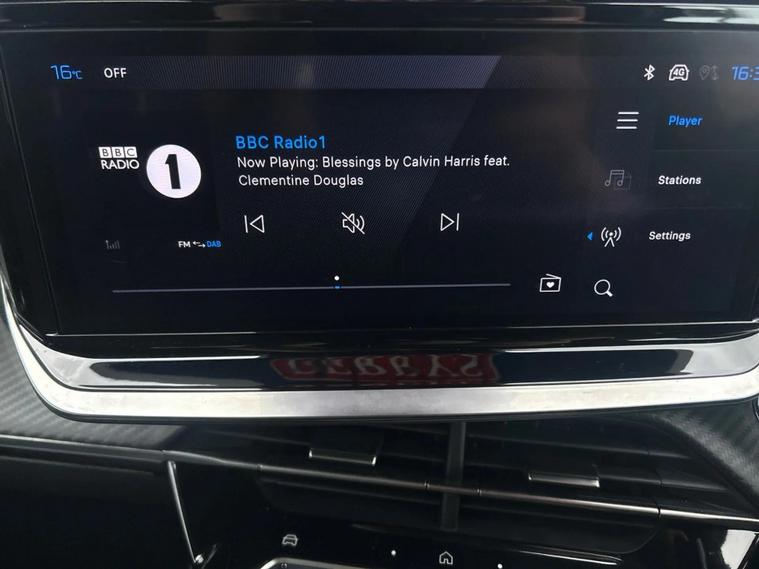 16°C OFF 4G 16:3
BBC
RADIO
1
BBC Radio1
Now Playing: Blessings by Calvin Harris feat.
Clementine Douglas
FM DAB
Player
Stations
Settings